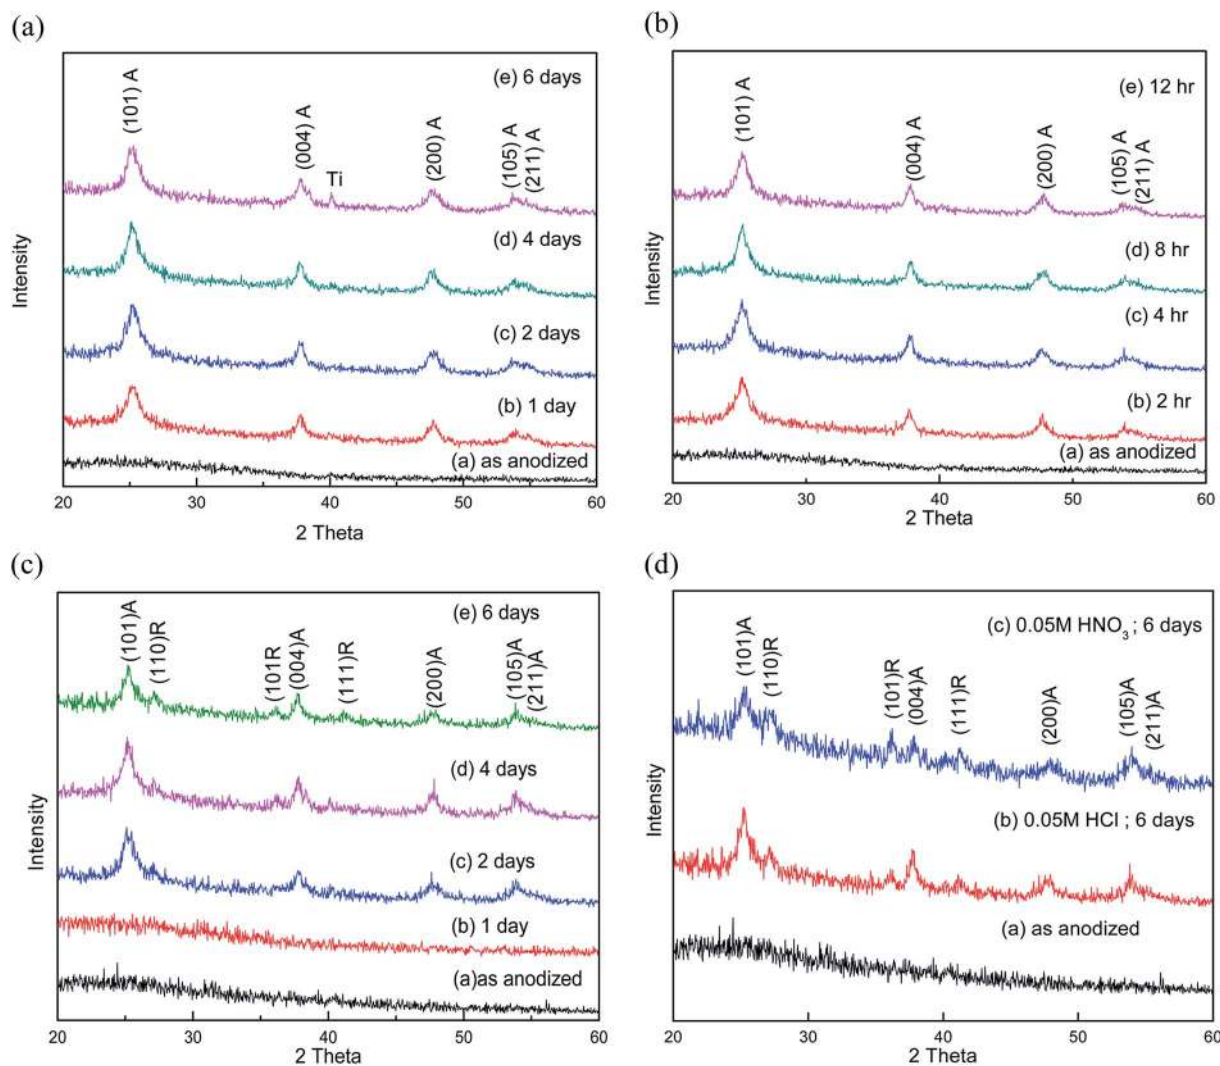 (a)
(e) 6 days
(101) A
(004) A
Ti
(200) A
(105) A
(211) A
(d) 4 days
(c) 2 days
(b) 1 day
(a) as anodized
Intensity
20 30 40 50 60
2 Theta
(b)
(e) 12 hr
(101) A
(004) A
(200) A
(105) A
(211) A
(d) 8 hr
(c) 4 hr
(b) 2 hr
(a) as anodized
Intensity
20 30 40 50 60
2 Theta
(c)
(e) 6 days
(101)A
(110)R
(101R
(004)A
(111)R
(200)A
(105)A
(211)A
(d) 4 days
(c) 2 days
(b) 1 day
(a)as anodized
Intensity
20 30 40 50 60
2 Theta
(d)
(c) 0.05M HNO₃ ; 6 days
(101)A
(110)R
(101)R
(004)A
(111)R
(200)A
(105)A
(211)A
(b) 0.05M HCl ; 6 days
(a) as anodized
Intensity
20 30 40 50 60
2 Theta